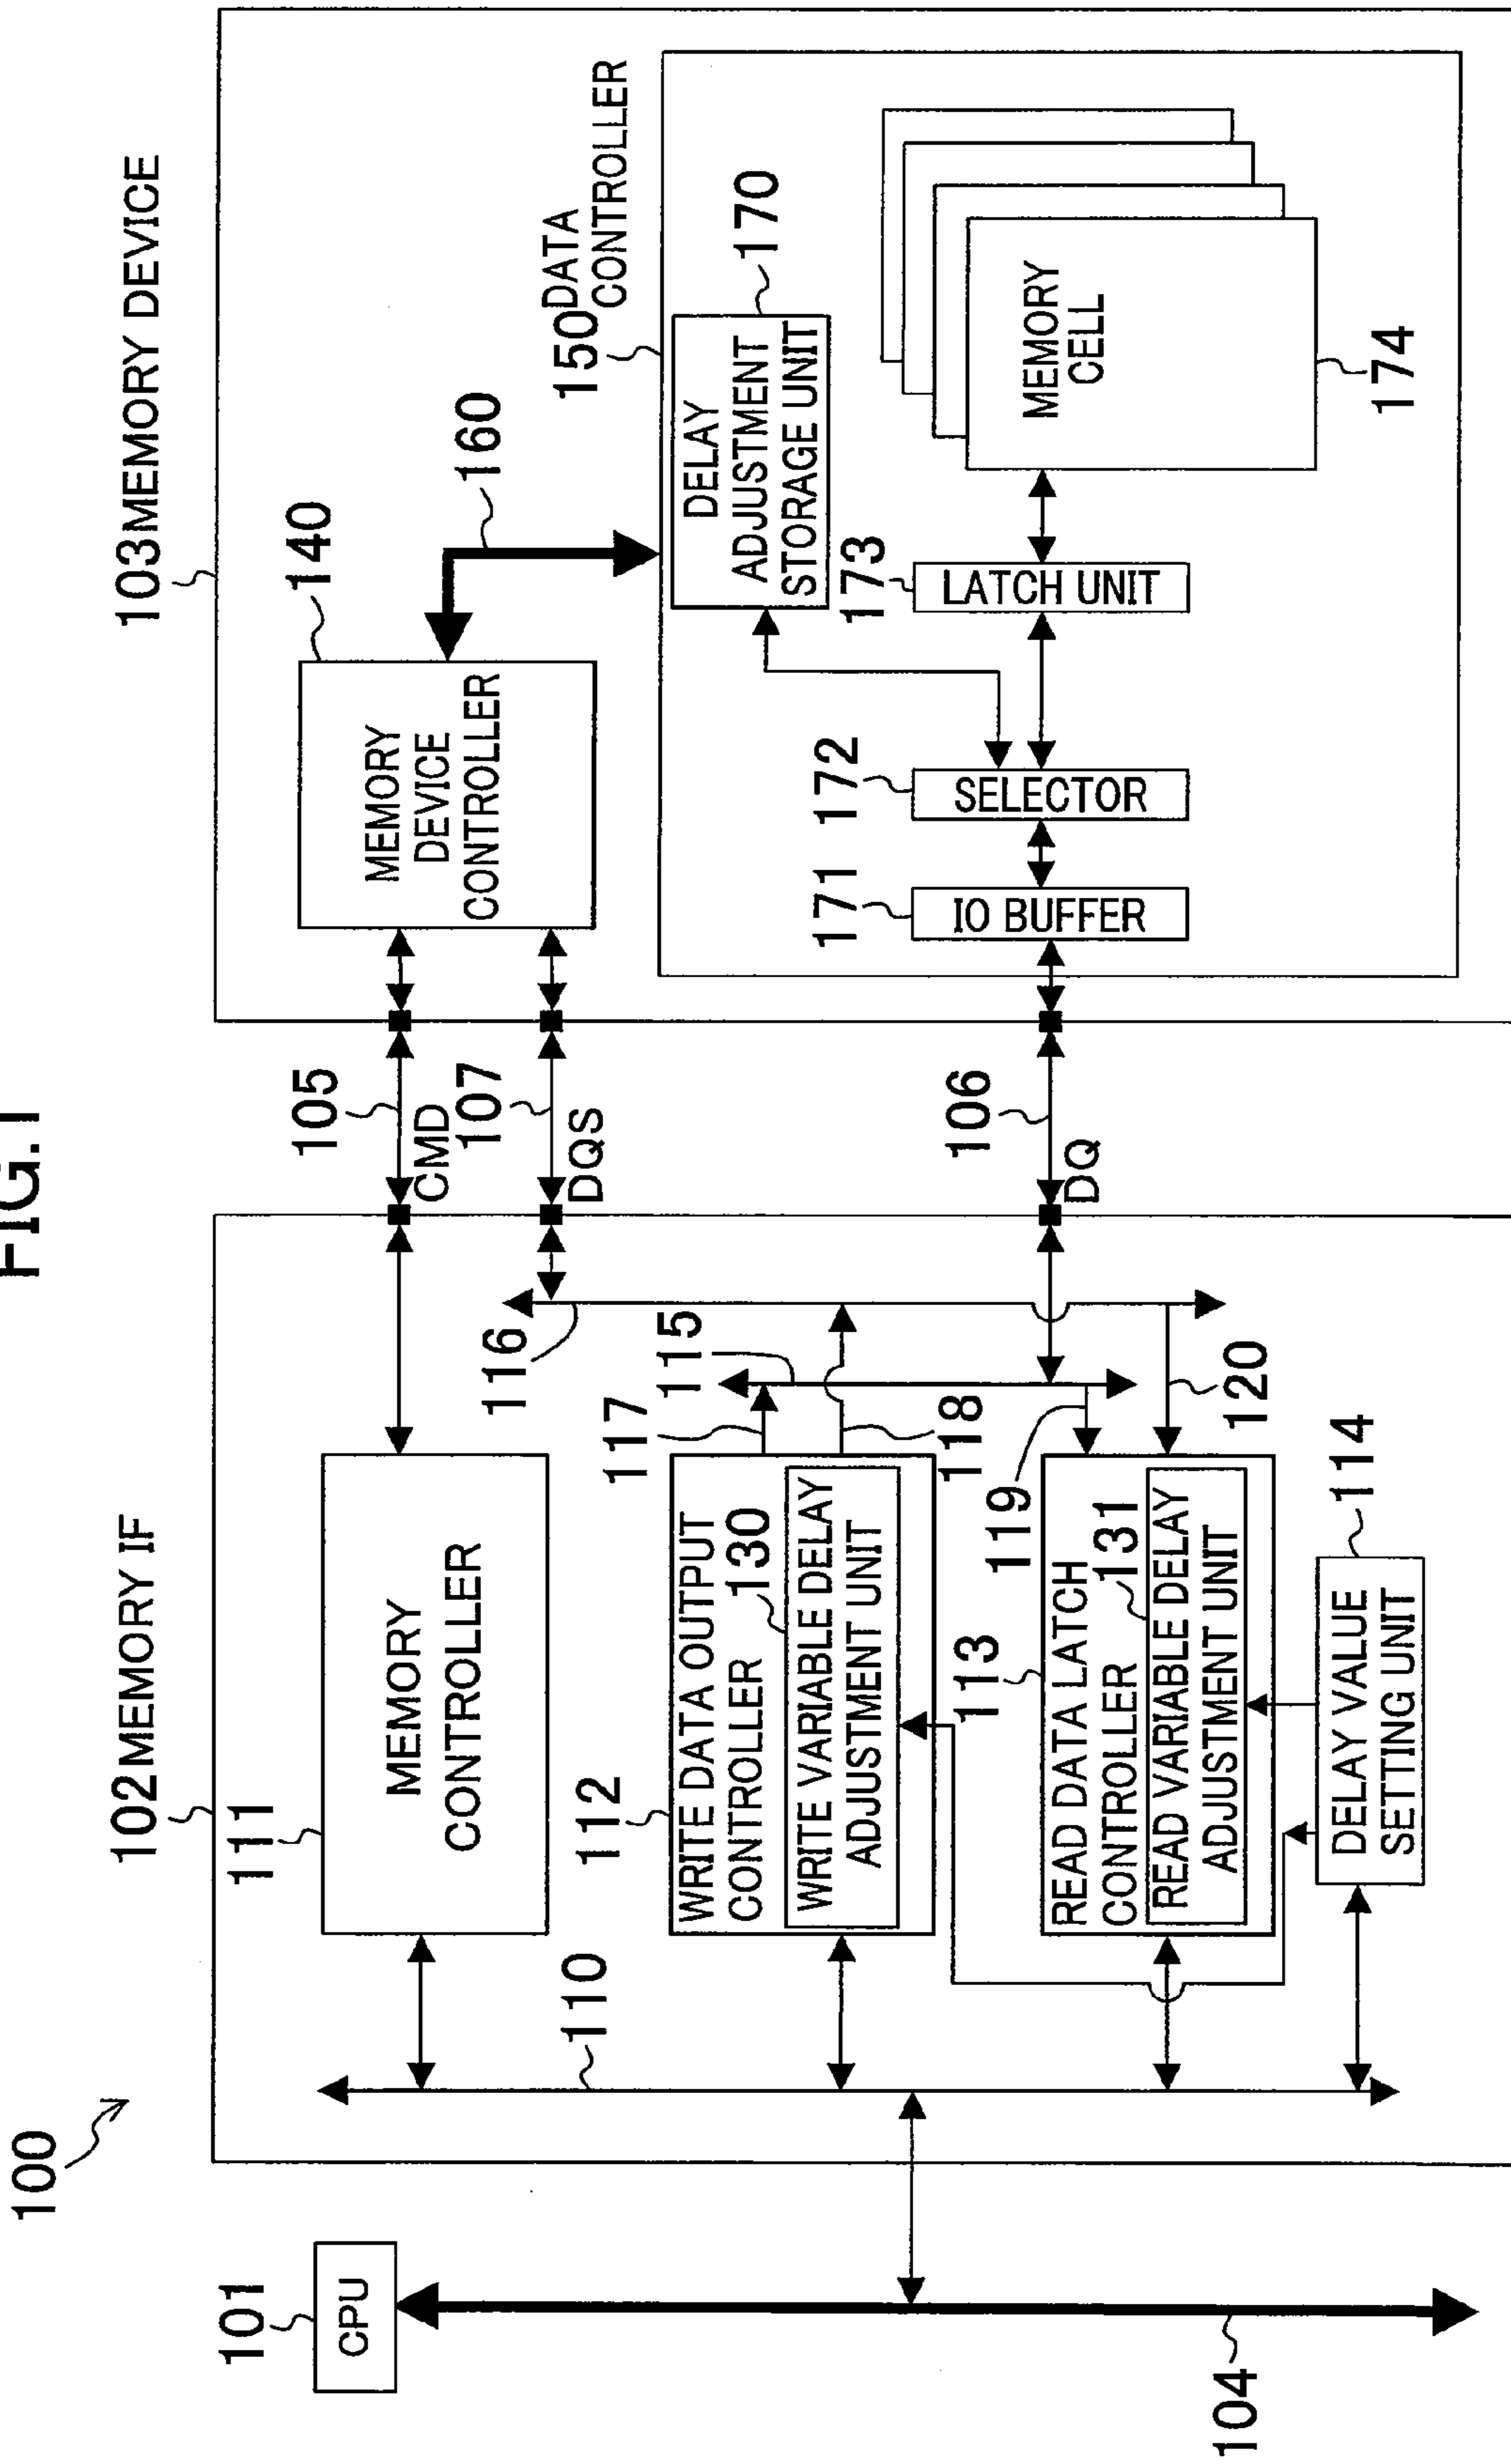 FIG.1
100
101
CPU
104
102 MEMORY IF
111
MEMORY
CONTROLLER
110
112
WRITE DATA OUTPUT
CONTROLLER
130
WRITE VARIABLE DELAY
ADJUSTMENT UNIT
113
READ DATA LATCH
CONTROLLER
131
READ VARIABLE DELAY
ADJUSTMENT UNIT
114
DELAY VALUE
SETTING UNIT
116
115
117
118
119
120
105
CMD
107
DQS
106
DQ
103 MEMORY DEVICE
140
MEMORY
DEVICE
CONTROLLER
160
150
DATA
CONTROLLER
170
DELAY
ADJUSTMENT
STORAGE UNIT
171
IO BUFFER
172
SELECTOR
173
LATCH UNIT
MEMORY
CELL
174